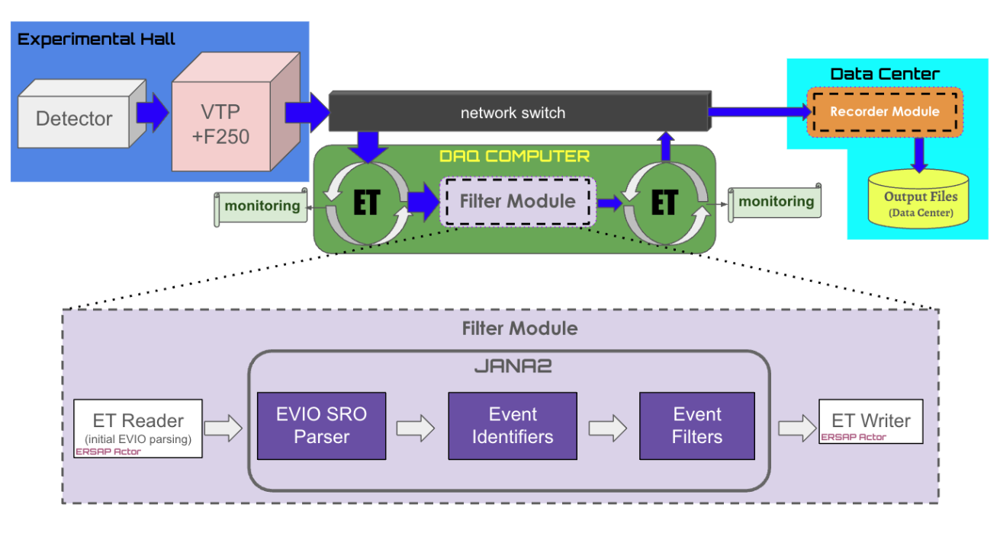 Experimental Hall
Detector
VTP
+F250
network switch
Data Center
Recorder Module
Output Files
(Data Center)
DAQ COMPUTER
monitoring
ET
Filter Module
ET
monitoring
Filter Module
JANA2
ET Reader
(initial EVIO parsing)
ERSAP Actor
EVIO SRO
Parser
Event
Identifiers
Event
Filters
ET Writer
ERSAP Actor